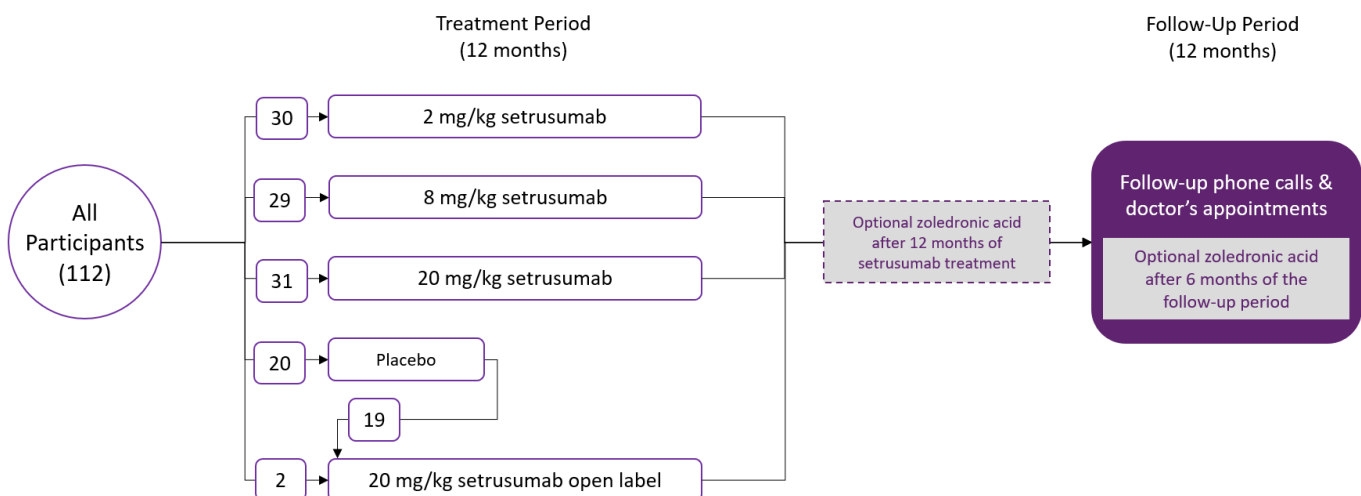 Treatment Period
(12 months)
Follow-Up Period
(12 months)
All
Participants
(112)
30
2 mg/kg setrusumab
29
8 mg/kg setrusumab
31
20 mg/kg setrusumab
20
Placebo
19
2
20 mg/kg setrusumab open label
Optional zoledronic acid
after 12 months of
setrusumab treatment
Follow-up phone calls &
doctor’s appointments
Optional zoledronic acid
after 6 months of the
follow-up period